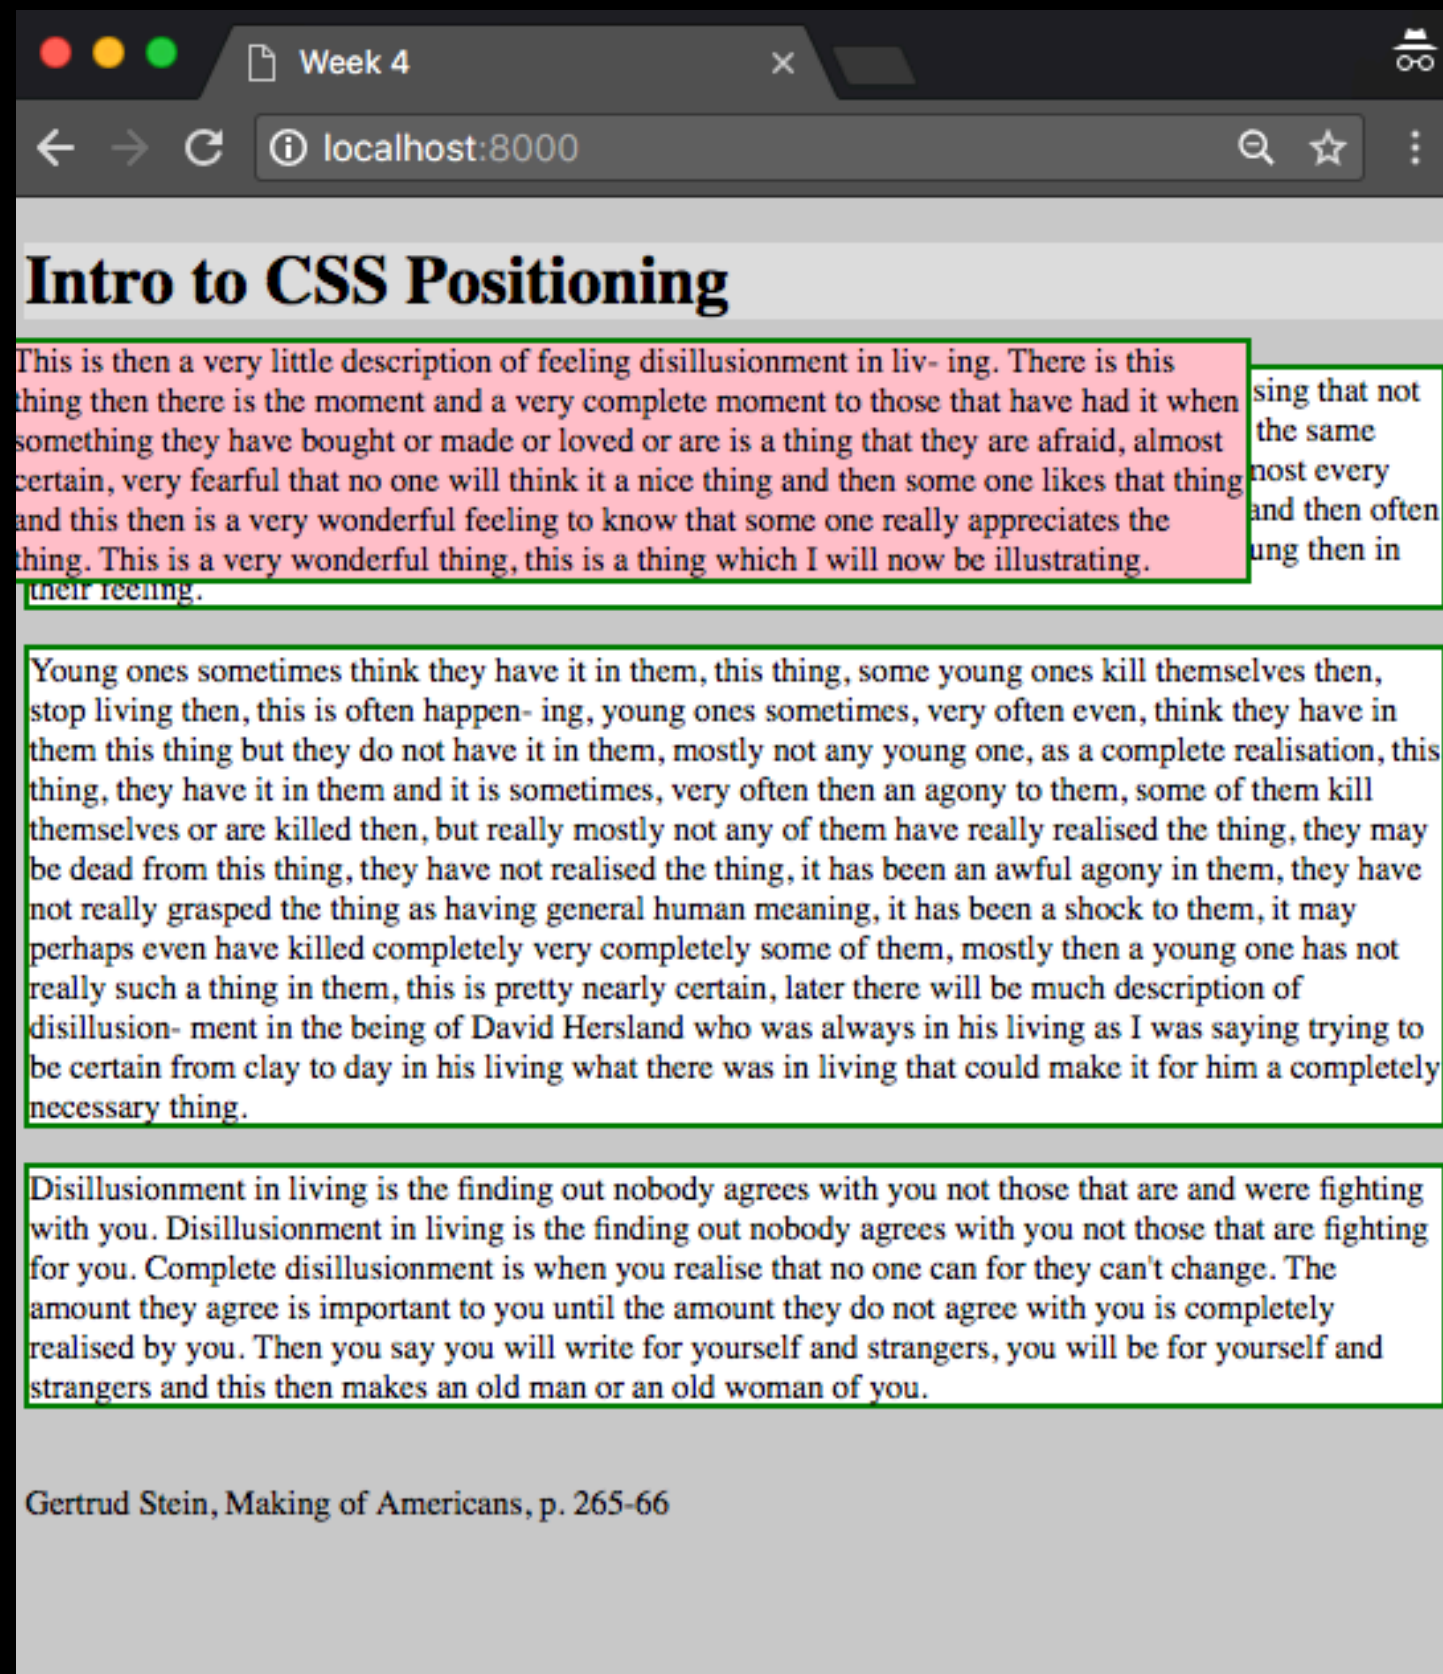 Week 4
localhost:8000
Intro to CSS Positioning
This is then a very little description of feeling disillusionment in liv- ing. There is this
thing then there is the moment and a very complete moment to those that have had it when
something they have bought or made or loved or are is a thing that they are afraid, almost
certain, very fearful that no one will think it a nice thing and then some one likes that thing
and this then is a very wonderful feeling to know that some one really appreciates the
thing. This is a very wonderful thing, this is a thing which I will now be illustrating.
sing that not
the same
most every
and then often
ung then in
their feeling.
Young ones sometimes think they have it in them, this thing, some young ones kill themselves then,
stop living then, this is often happen- ing, young ones sometimes, very often even, think they have in
them this thing but they do not have it in them, mostly not any young one, as a complete realisation, this
thing, they have it in them and it is sometimes, very often then an agony to them, some of them kill
themselves or are killed then, but really mostly not any of them have really realised the thing, they may
be dead from this thing, they have not realised the thing, it has been an awful agony in them, they have
not really grasped the thing as having general human meaning, it has been a shock to them, it may
perhaps even have killed completely very completely some of them, mostly then a young one has not
really such a thing in them, this is pretty nearly certain, later there will be much description of
disillusion- ment in the being of David Hersland who was always in his living as I was saying trying to
be certain from clay to day in his living what there was in living that could make it for him a completely
necessary thing.
Disillusionment in living is the finding out nobody agrees with you not those that are and were fighting
with you. Disillusionment in living is the finding out nobody agrees with you not those that are fighting
for you. Complete disillusionment is when you realise that no one can for they can't change. The
amount they agree is important to you until the amount they do not agree with you is completely
realised by you. Then you say you will write for yourself and strangers, you will be for yourself and
strangers and this then makes an old man or an old woman of you.
Gertrud Stein, Making of Americans, p. 265-66